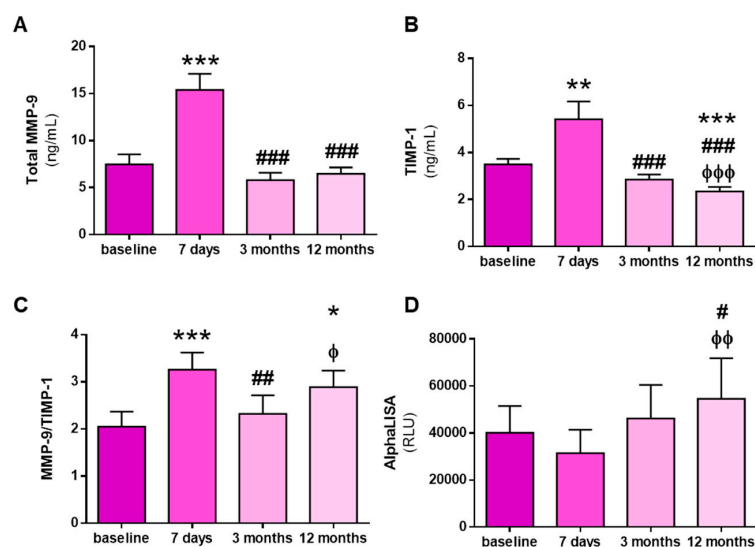 A
Total MMP-9
(ng/mL)
20
15
10
5
0
***
###
###
baseline 7 days 3 months 12 months
B
TIMP-1
(ng/mL)
8
6
4
2
0
**
###
***
###
ϕϕϕ
baseline 7 days 3 months 12 months
C
MMP-9/TIMP-1
4
3
2
1
0
***
##
*
ϕ
baseline 7 days 3 months 12 months
D
AlphaLISA
(RLU)
80000
60000
40000
20000
0
#
ϕϕ
baseline 7 days 3 months 12 months